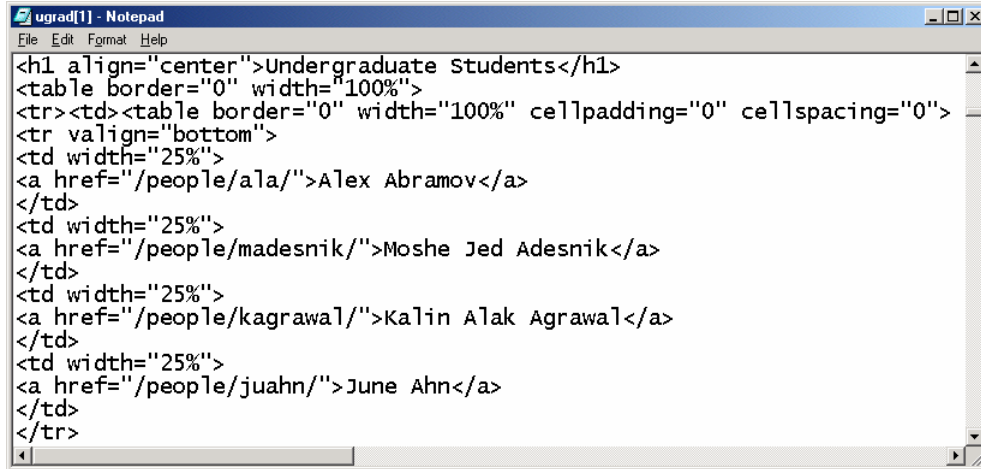 ugrad[1] - Notepad
File Edit Format Help
<h1 align="center">Undergraduate Students</h1>
<table border="0" width="100%">
<tr><td><table border="0" width="100%" cellpadding="0" cellspacing="0">
<tr valign="bottom">
<td width="25%">
<a href="/people/ala/">Alex Abramov</a>
</td>
<td width="25%">
<a href="/people/madesnik/">Moshe Jed Adesnik</a>
</td>
<td width="25%">
<a href="/people/kagrawal/">Kalin Alak Agrawal</a>
</td>
<td width="25%">
<a href="/people/juahn/">June Ahn</a>
</td>
</tr>